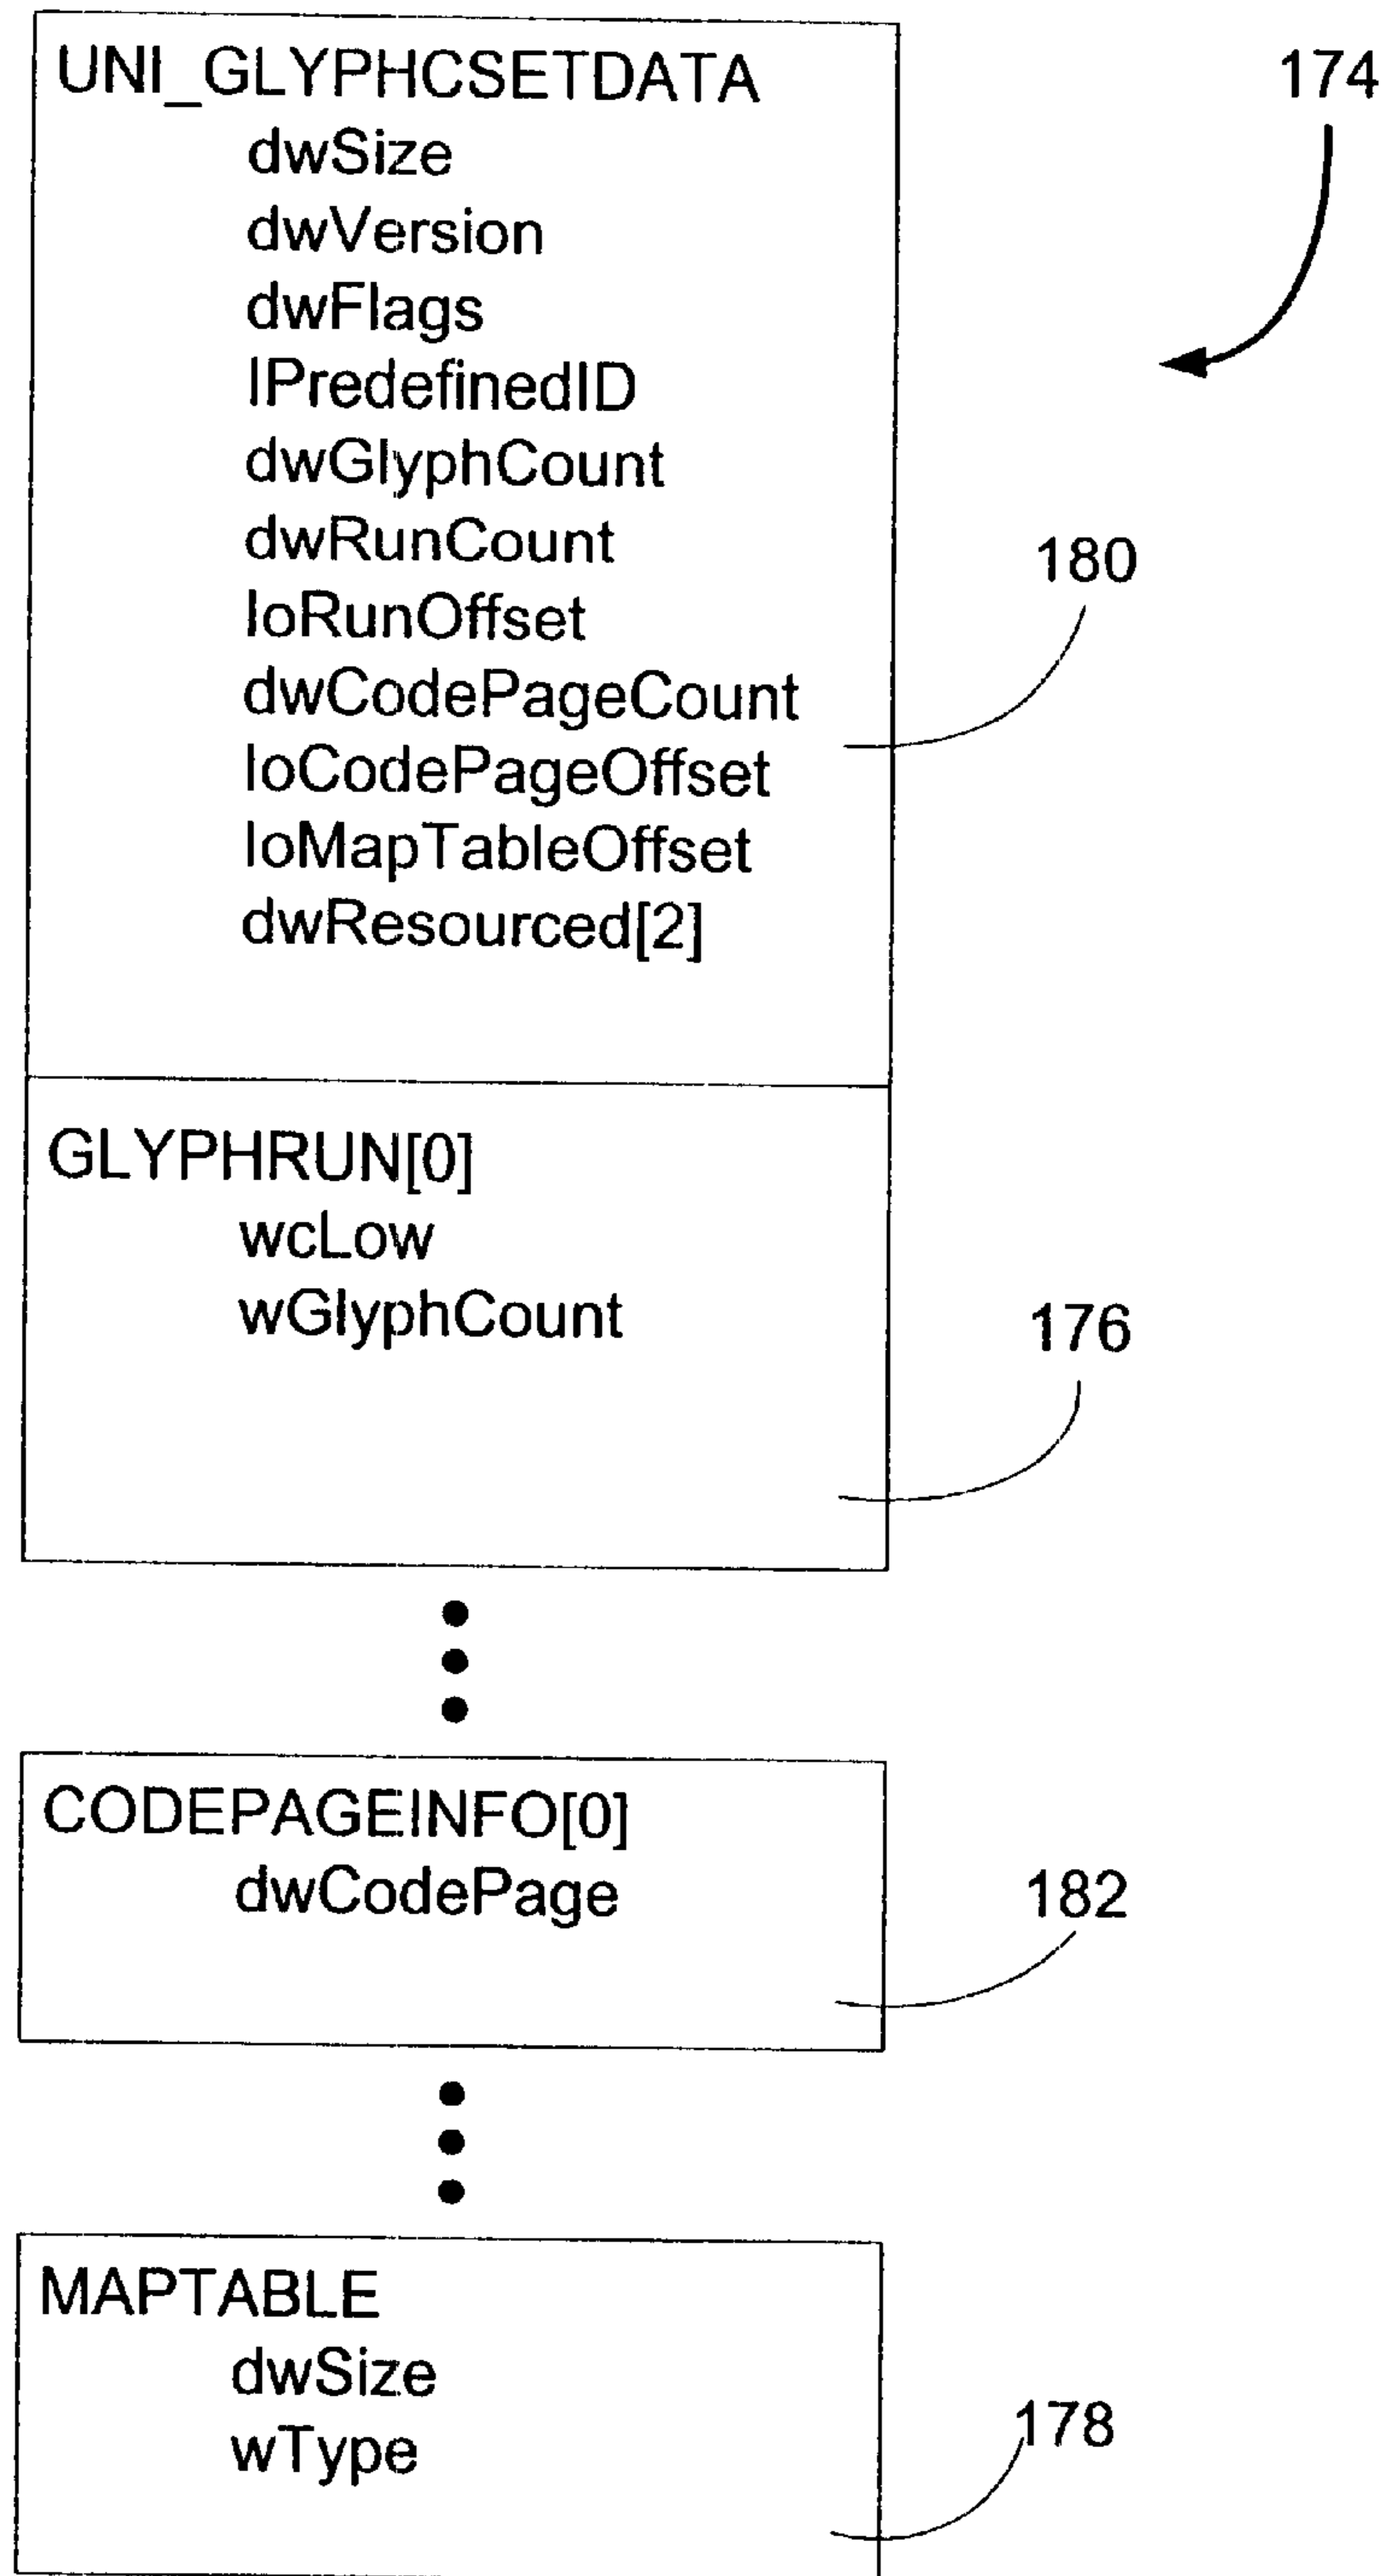 UNI_GLYPHCSETDATA
dwSize
dwVersion
dwFlags
lPredefinedID
dwGlyphCount
dwRunCount
loRunOffset
dwCodePageCount
loCodePageOffset
loMapTableOffset
dwResourced[2]
174
180
GLYPHRUN[0]
wcLow
wGlyphCount
176
CODEPAGEINFO[0]
dwCodePage
182
MAPTABLE
dwSize
wType
178